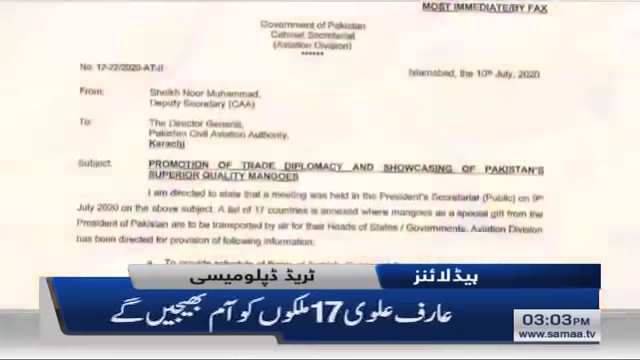 MOST IMMEDIATE/BY FAX
Government of Pakistan
Cabinet Secretariat
(Aviation Division)
******
No. 12-22/2020-AT-II
Islamabad, the 10th July, 2020
From: Sheikh Noor Muhammad,
Deputy Secretary (CAA)
To: The Director General,
Pakistan Civil Aviation Authority,
Karachi
Subject: PROMOTION OF TRADE DIPLOMACY AND SHOWCASING OF PAKISTAN'S
SUPERIOR QUALITY MANGOES
I am directed to state that a meeting was held in the President's Secretariat (Public) on 9th
July 2020 on the above subject. A list of 17 countries is annexed where mangoes as a special gift from the
President of Pakistan are to be transported by air for their Heads of States / Governments. Aviation Division
has been directed for provision of following information:
ہیڈلائنز
ٹریڈ ڈپلومیسی
عارف علوی 17 ملکوں کو آم بھیجیں گے
03:03PM
www.samaa.tv